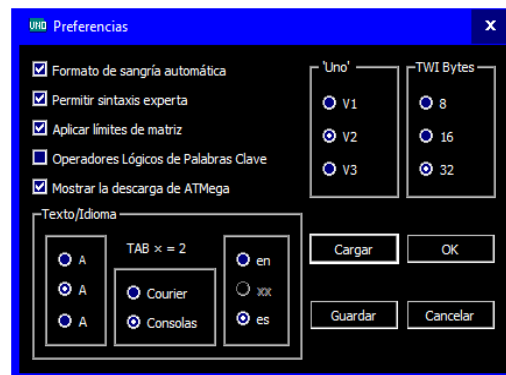 UNO Preferencias x
Formato de sangría automática
Permitir sintaxis experta
Aplicar límites de matriz
Operadores Lógicos de Palabras Clave
Mostrar la descarga de ATMega
'Uno'
V1
V2
V3
TWI Bytes
8
16
32
Texto/Idioma
A
A
A
TAB × = 2
Courier
Consolas
en
xx
es
Cargar
OK
Guardar
Cancelar